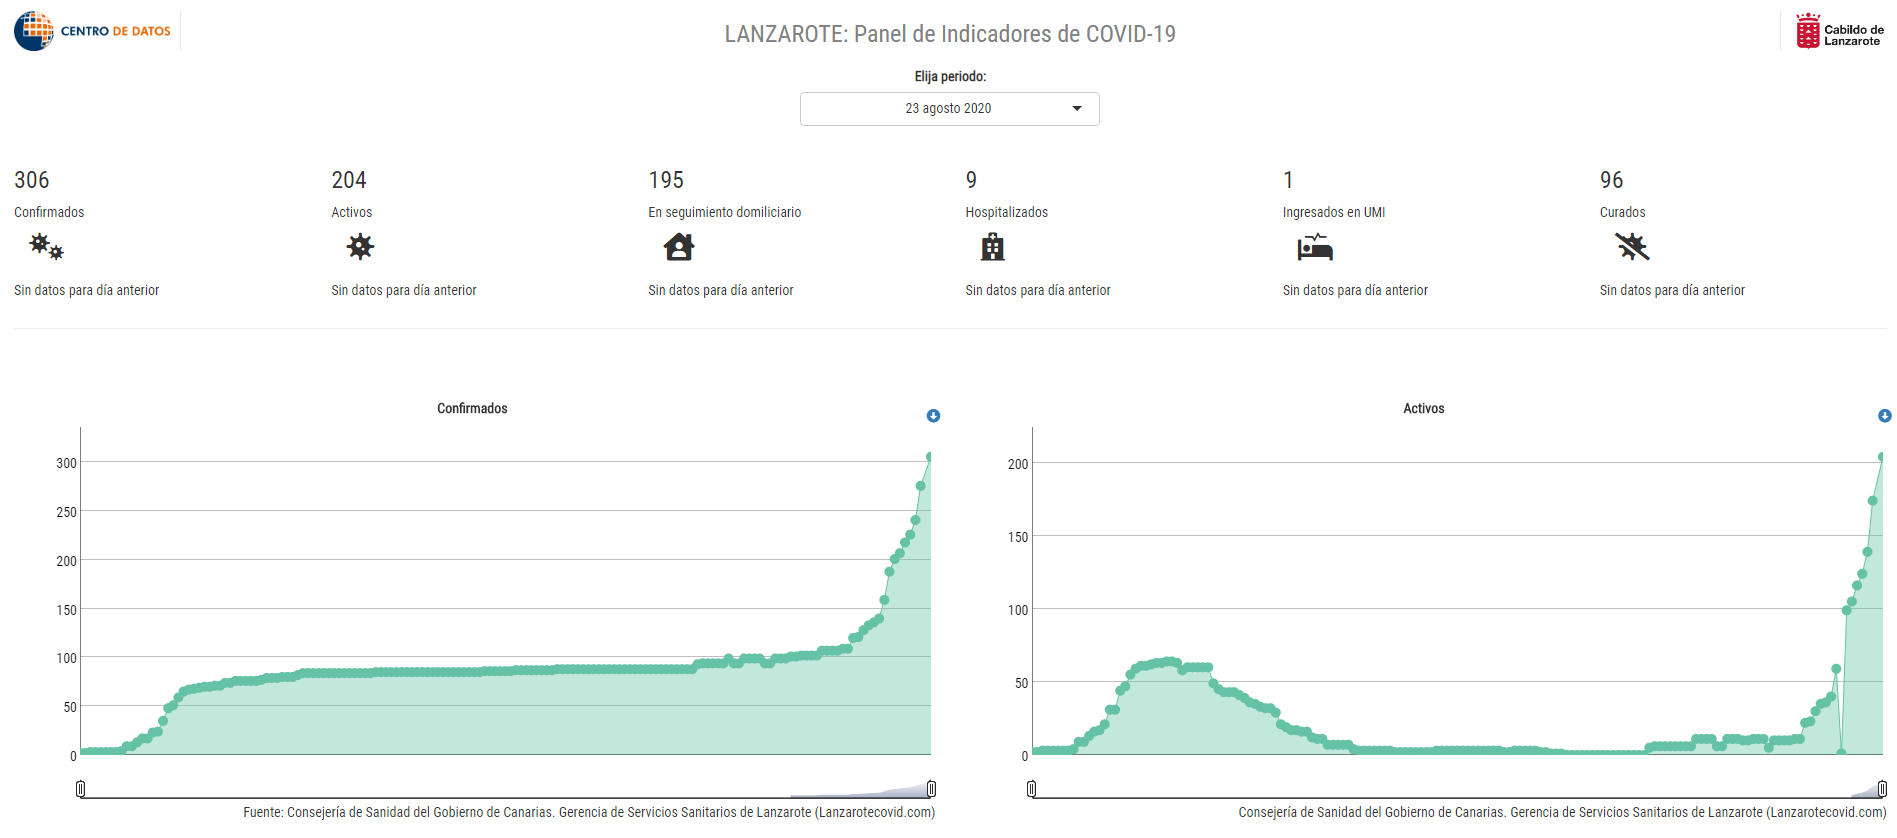 CENTRO DE DATOS
LANZAROTE: Panel de Indicadores de COVID-19
Cabildo de
Lanzarote
Elija periodo:
23 agosto 2020
306
Confirmados
Sin datos para día anterior
204
Activos
Sin datos para día anterior
195
En seguimiento domiliciario
Sin datos para día anterior
9
Hospitalizados
Sin datos para día anterior
1
Ingresados en UMI
Sin datos para día anterior
96
Curados
Sin datos para día anterior
Confirmados
300
250
200
150
100
50
0
Fuente: Consejería de Sanidad del Gobierno de Canarias. Gerencia de Servicios Sanitarios de Lanzarote (Lanzarotecovid.com)
Activos
200
150
100
50
0
Consejería de Sanidad del Gobierno de Canarias. Gerencia de Servicios Sanitarios de Lanzarote (Lanzarotecovid.com)